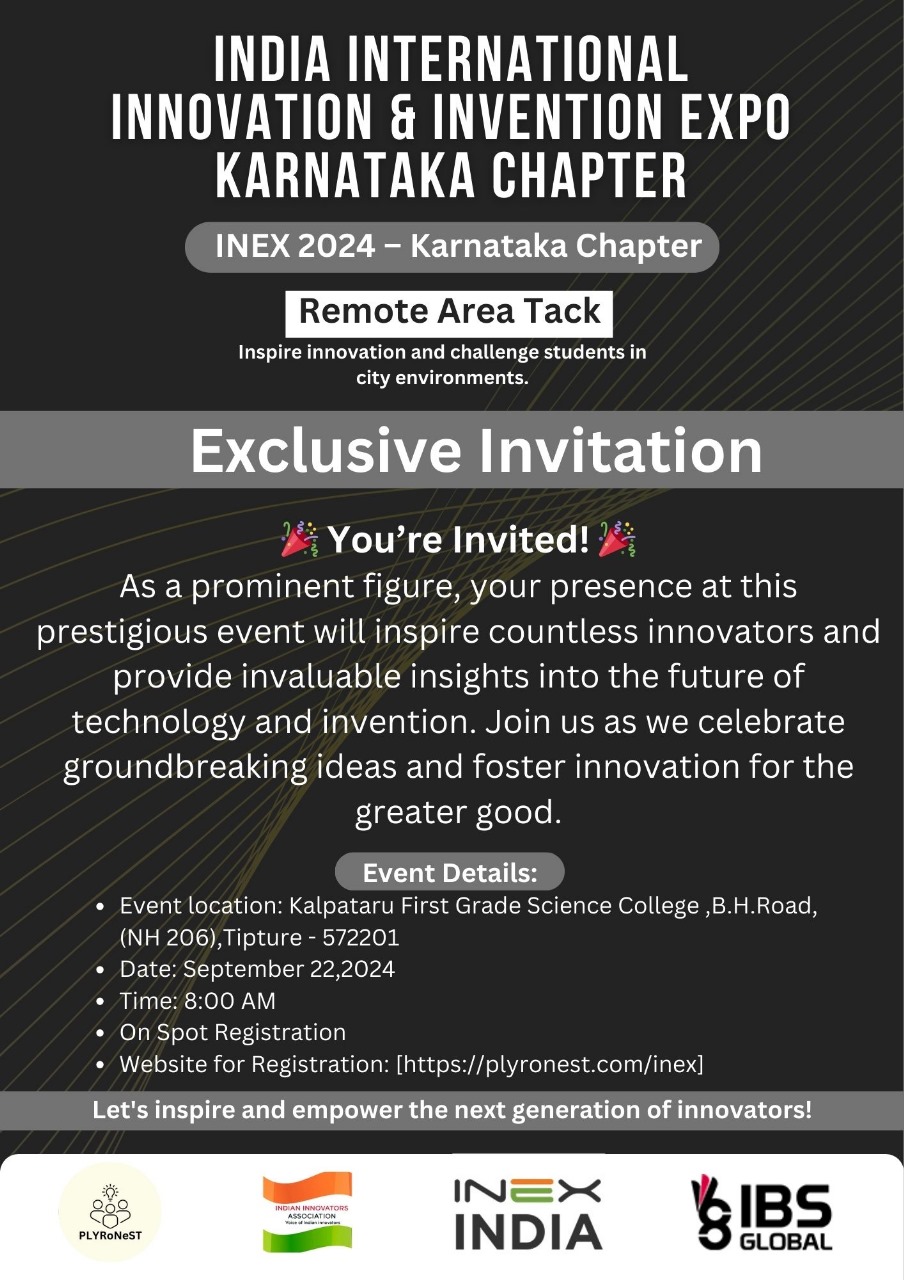 INDIA INTERNATIONAL
INNOVATION & INVENTION EXPO
KARNATAKA CHAPTER
INEX 2024 – Karnataka Chapter
Remote Area Tack
Inspire innovation and challenge students in
city environments.
Exclusive Invitation
🎉 You’re Invited! 🎉
As a prominent figure, your presence at this
prestigious event will inspire countless innovators and
provide invaluable insights into the future of
technology and invention. Join us as we celebrate
groundbreaking ideas and foster innovation for the
greater good.
Event Details:
• Event location: Kalpataru First Grade Science College ,B.H.Road,
(NH 206),Tipture - 572201
• Date: September 22,2024
• Time: 8:00 AM
• On Spot Registration
• Website for Registration: [https://plyronest.com/inex]
Let's inspire and empower the next generation of innovators!
PLYRoNeST
INDIAN INNOVATORS
ASSOCIATION
Voice of Indian Innovators
INEX
INDIA
IBS
GLOBAL